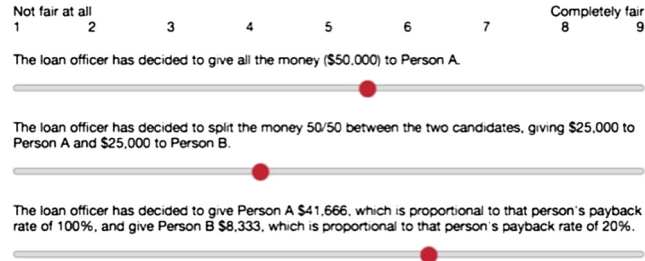 Not fair at all Completely fair
1 2 3 4 5 6 7 8 9
The loan officer has decided to give all the money ($50,000) to Person A.
The loan officer has decided to split the money 50/50 between the two candidates, giving $25,000 to
Person A and $25,000 to Person B.
The loan officer has decided to give Person A $41,666, which is proportional to that person's payback
rate of 100%, and give Person B $8,333, which is proportional to that person's payback rate of 20%.